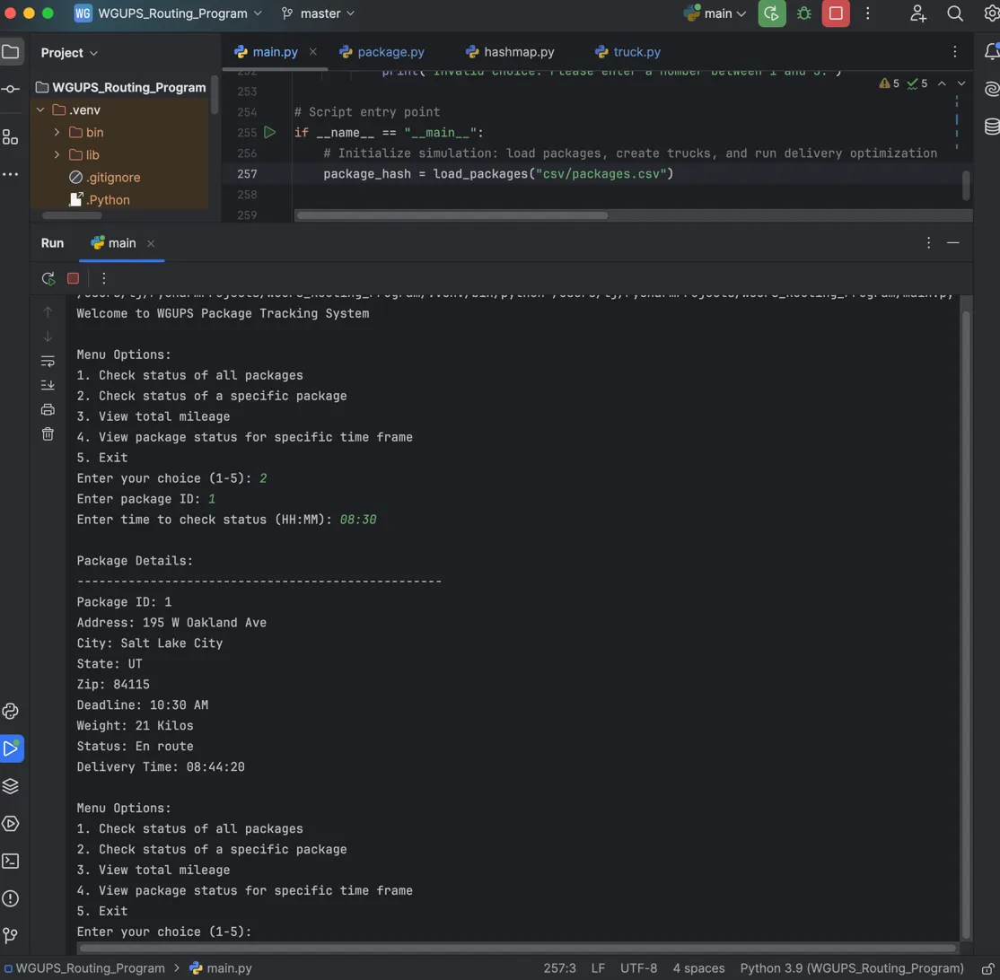 WG WGUPS_Routing_Program master main
Project main.py package.py hashmap.py truck.py
WGUPS_Routing_Program
.venv
bin
lib
.gitignore
.Python
5 5
252 print("Invalid choice. Please enter a number between 1 and 5.")
253
254 # Script entry point
255 if __name__ == "__main__":
256 # Initialize simulation: load packages, create trucks, and run delivery optimization
257 package_hash = load_packages("csv/packages.csv")
258
259
Run main
/Users/tj/PycharmProjects/WGUPS_Routing_Program/.venv/bin/python /Users/tj/PycharmProjects/WGUPS_Routing_Program/main.py
Welcome to WGUPS Package Tracking System
Menu Options:
1. Check status of all packages
2. Check status of a specific package
3. View total mileage
4. View package status for specific time frame
5. Exit
Enter your choice (1-5): 2
Enter package ID: 1
Enter time to check status (HH:MM): 08:30
Package Details:
--------------------------------------------------
Package ID: 1
Address: 195 W Oakland Ave
City: Salt Lake City
State: UT
Zip: 84115
Deadline: 10:30 AM
Weight: 21 Kilos
Status: En route
Delivery Time: 08:44:20
Menu Options:
1. Check status of all packages
2. Check status of a specific package
3. View total mileage
4. View package status for specific time frame
5. Exit
Enter your choice (1-5):
WGUPS_Routing_Program > main.py 257:3 LF UTF-8 4 spaces Python 3.9 (WGUPS_Routing_Program)